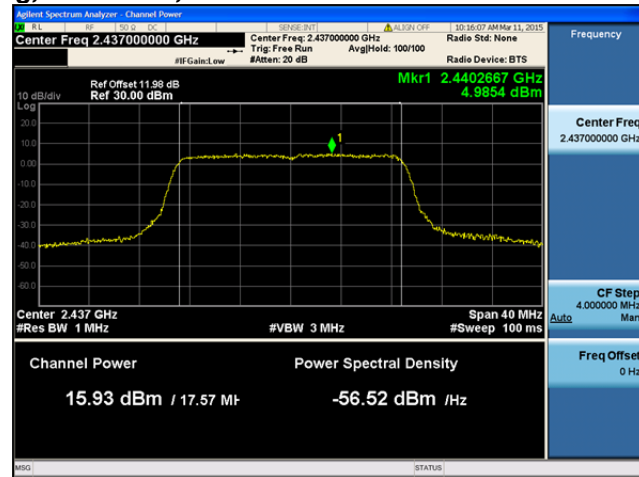 Agilent Spectrum Analyzer - Channel Power
RL RF 50 Ω DC SENSE:INT ALIGN OFF 10:16:07 AM Mar 11, 2015
Center Freq 2.437000000 GHz
Center Freq: 2.437000000 GHz Radio Std: None
Trig: Free Run Avg|Hold: 100/100
#IFGain:Low #Atten: 20 dB Radio Device: BTS
Frequency
Ref Offset 11.98 dB
10 dB/div Ref 30.00 dBm
Mkr1 2.4402667 GHz
4.9854 dBm
Log
20.0
10.0
0.00
-10.0
-20.0
-30.0
-40.0
-50.0
-60.0
1
Center 2.437 GHz Span 40 MHz
#Res BW 1 MHz #VBW 3 MHz #Sweep 100 ms
Channel Power Power Spectral Density
15.93 dBm / 17.57 MH -56.52 dBm /Hz
Center Freq
2.437000000 GHz
CF Step
4.000000 MHz
Auto Man
Freq Offset
0 Hz
MSG STATUS